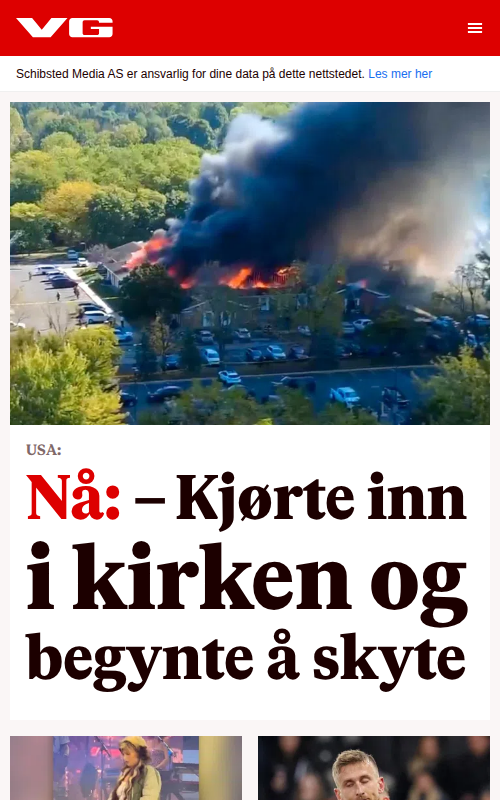 VG
Schibsted Media AS er ansvarlig for dine data på dette nettstedet. Les mer her
USA:
Nå: – Kjørte inn
i kirken og
begynte å skyte